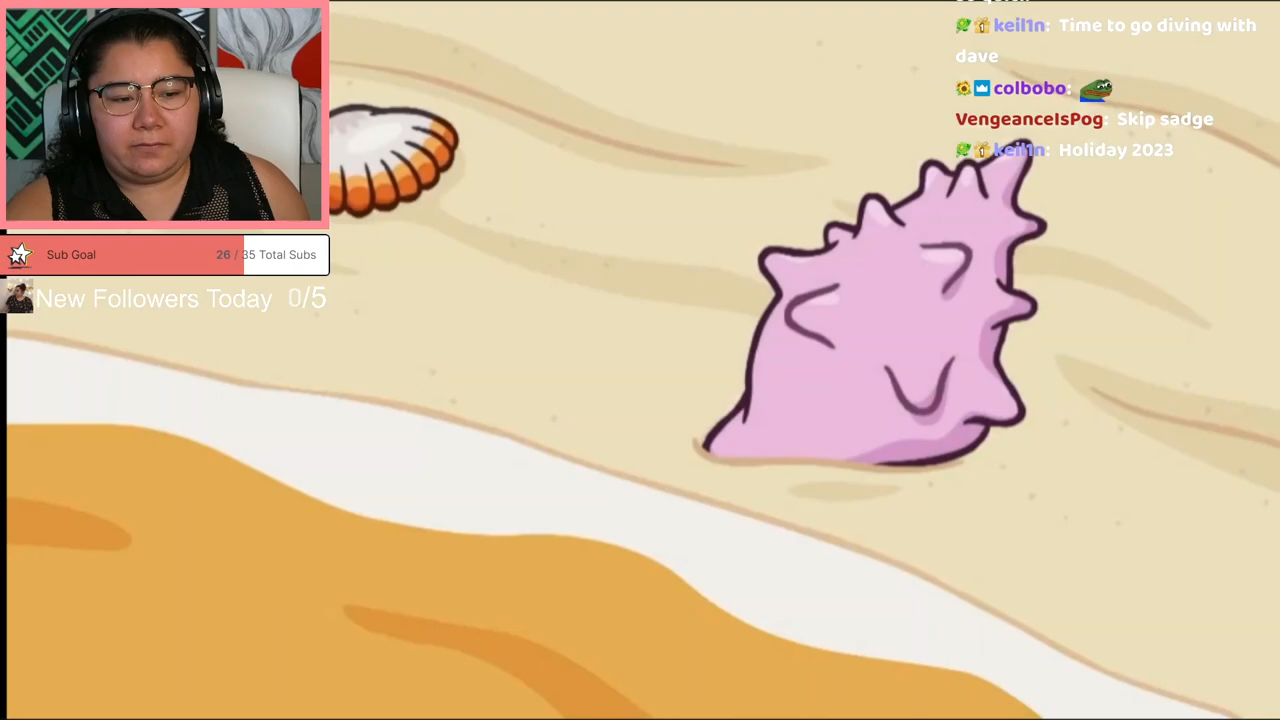 keil1n: Time to go diving with
dave
colbobo:
VengeanceIsPog: Skip sadge
keil1n: Holiday 2023
Sub Goal 26 / 35 Total Subs
New Followers Today 0/5